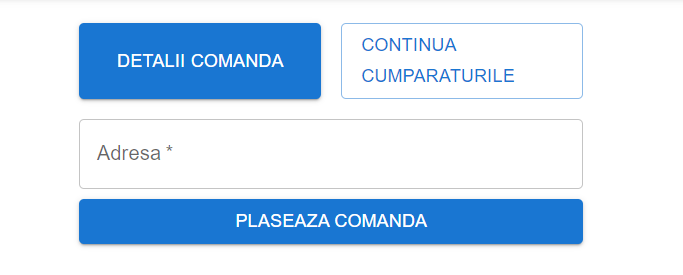 DETALII COMANDA
CONTINUA
CUMPARATURILE
Adresa *
PLASEAZA COMANDA